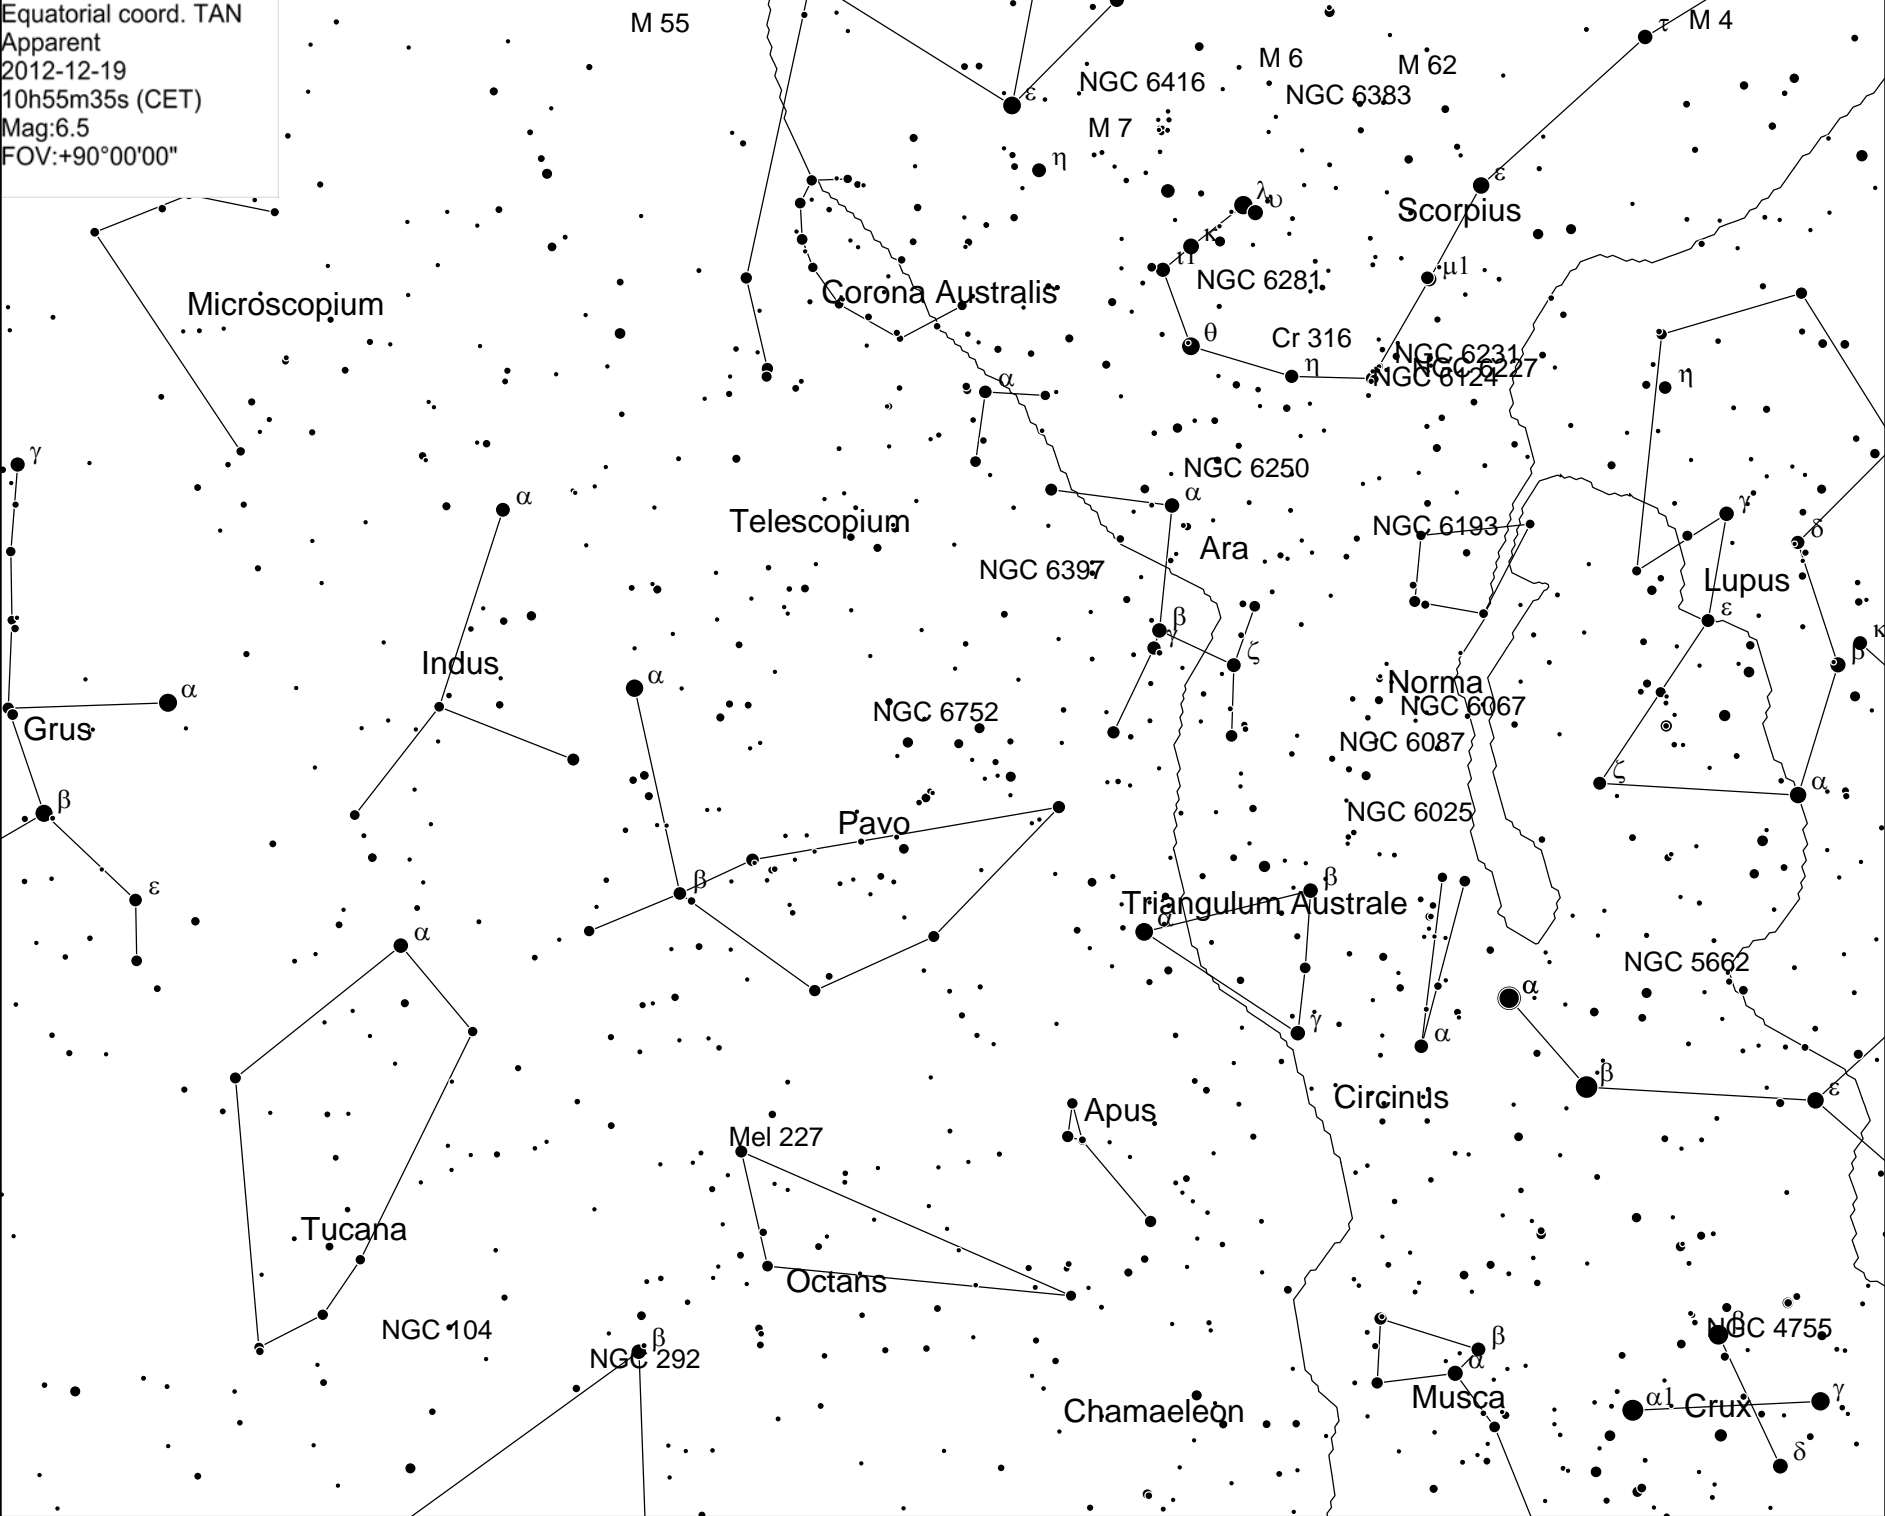 Equatorial coord. TAN
Apparent
2012-12-19
10h55m35s (CET)
Mag:6.5
FOV:+90°00'00"
M 55
τ M 4
M 6
M 62
ε NGC 6416
NGC 6383
M 7
η
ε
λ υ
Scorpius
κ
ι1
μ1
NGC 6281
Corona Australis
Microscopium
θ
Cr 316
NGC 6231
η
NGC 6227
NGC 6124
α
η
γ
NGC 6250
α
α
γ
Telescopium
NGC 6193
δ
Ara
NGC 6397
Lupus
ε
β
γ
κ
Indus
ζ
β
α
Norma
α
NGC 6067
NGC 6752
Grus
NGC 6087
ζ
α
β
NGC 6025
Pavo
β
β
ε
Triangulum Australe
α
α
NGC 5662
α
γ
α
β
ε
Circinus
Apus
Mel 227
Tucana
Octans
NGC 104
β
NGC 292
β
α
β
NGC 4755
Musca
α1
Crux
γ
Chamaeleon
δ